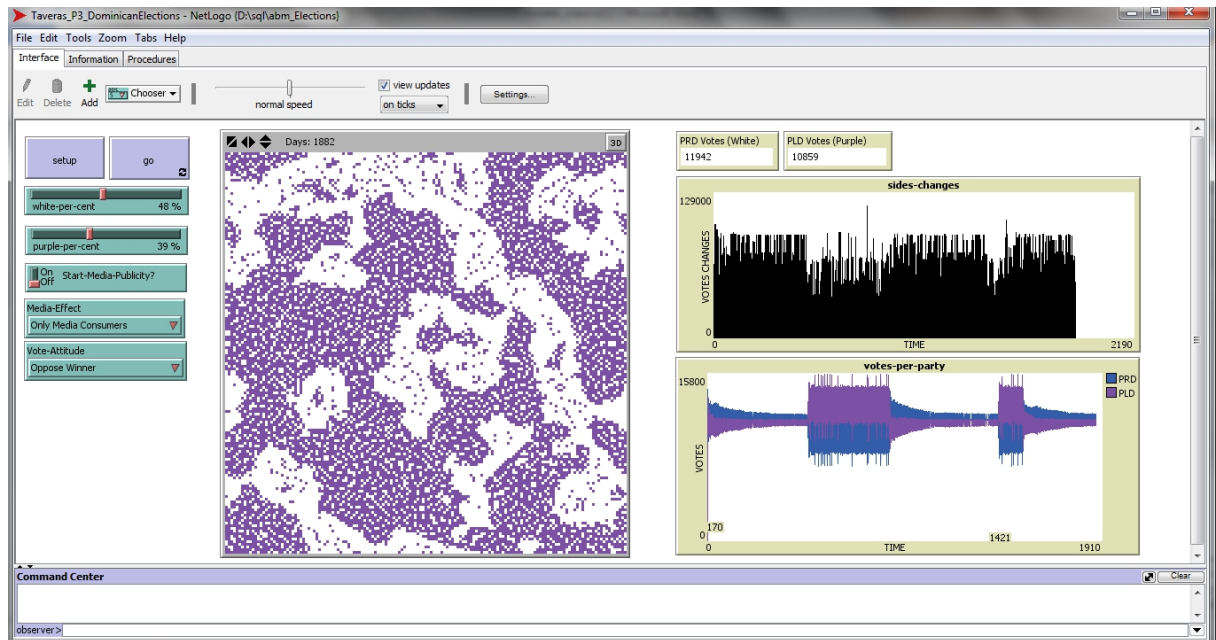 Taveras_P3_DominicanElections - NetLogo {D:\sql\abm_Elections}
File Edit Tools Zoom Tabs Help
Interface Information Procedures
Edit Delete Add Chooser normal speed view updates on ticks Settings...
setup go
white-per-cent 48 %
purple-per-cent 39 %
On Off Start-Media-Publicity?
Media-Effect
Only Media Consumers
Vote-Attitude
Oppose Winner
Days: 1882 3D
PRD Votes (White) PLD Votes (Purple)
11942 10859
sides-changes
129000
VOTES CHANGES
0
0 TIME 2190
votes-per-party
15800
PRD
PLD
VOTES
170
1421
0
0 TIME 1910
Command Center Clear
observer>